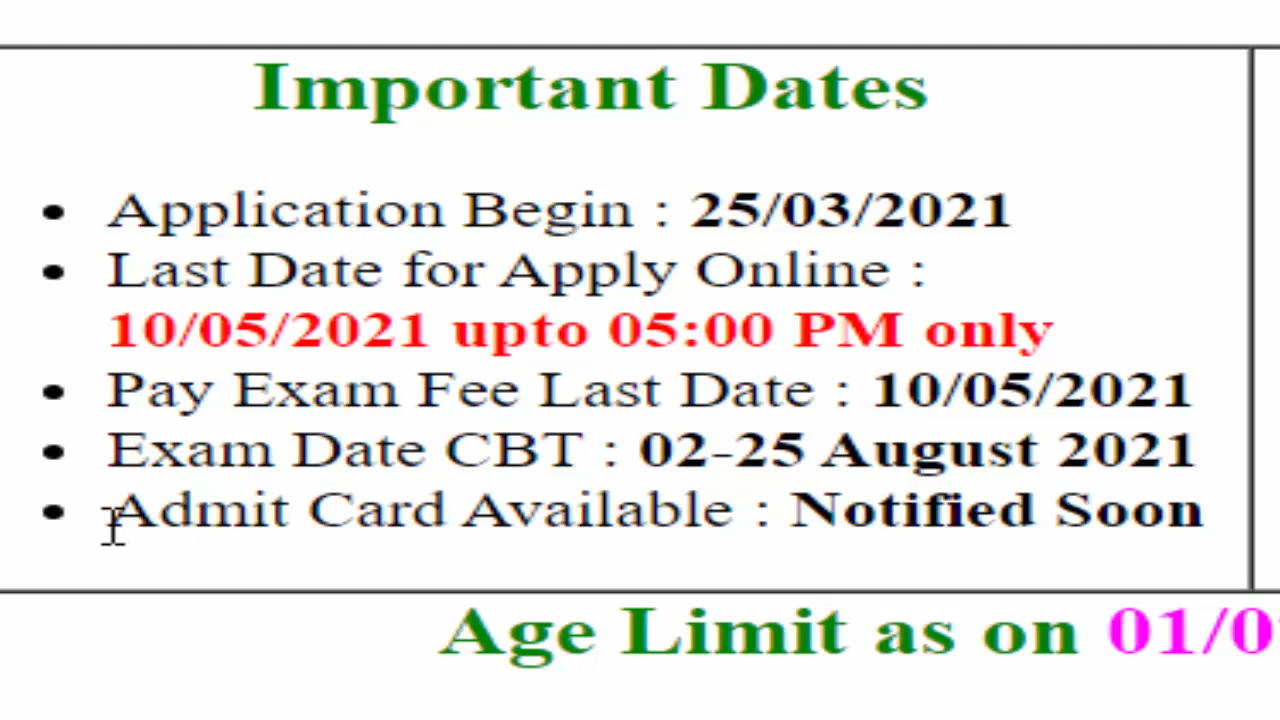 Important Dates
Application Begin : 25/03/2021
Last Date for Apply Online :
10/05/2021 upto 05:00 PM only
Pay Exam Fee Last Date : 10/05/2021
Exam Date CBT : 02-25 August 2021
Admit Card Available : Notified Soon
Age Limit as on 01/0